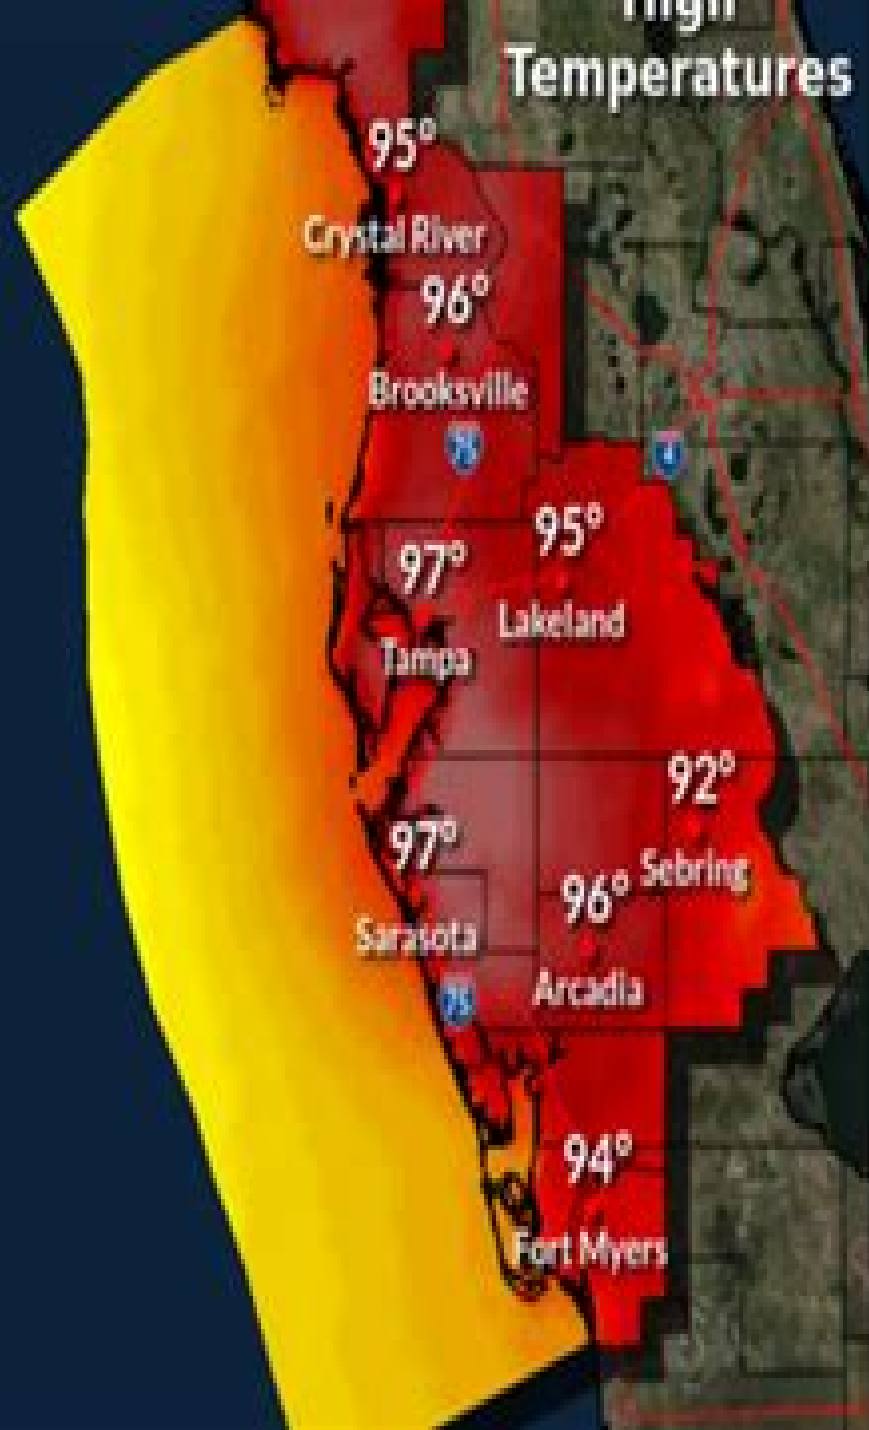 High
Temperatures
95°
Crystal River
96°
Brooksville
75
4
95°
97°
Lakeland
Tampa
92°
97°
Sebring
96°
Sarasota
Arcadia
75
94°
Fort Myers